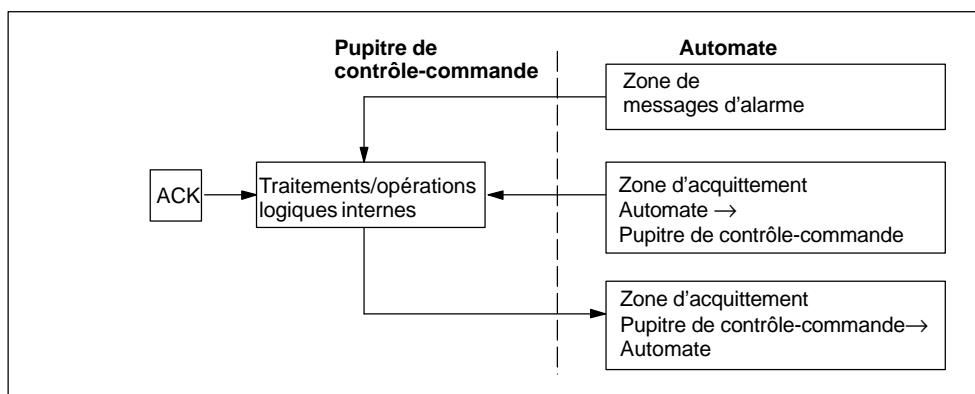 Pupitre de
contrôle-commande
Automate
Zone de
messages d'alarme
ACK
Traitements/opérations
logiques internes
Zone d'acquittement
Automate →
Pupitre de contrôle-commande
Zone d'acquittement
Pupitre de contrôle-commande→
Automate